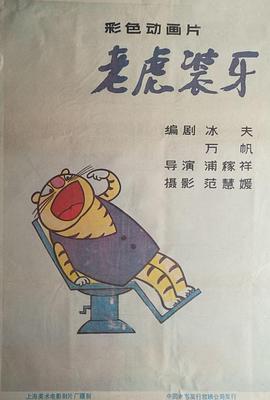 彩色动画片
老虎装牙
编剧 冰夫
万帆
导演 浦稼祥
摄影 范慧媛
上海美术电影制片厂摄制
中国电影发行放映公司发行